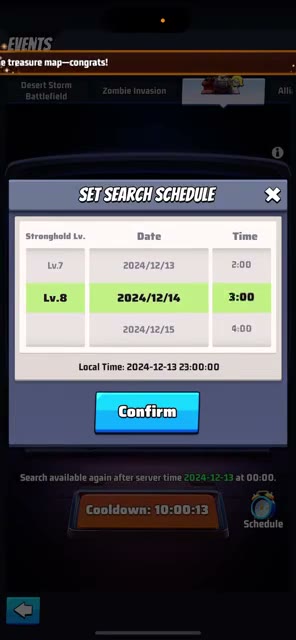 EVENTS
e treasure map—congrats!
Desert Storm
Battlefield
Zombie Invasion
Alli
SET SEARCH SCHEDULE
Stronghold Lv. Date Time
Lv.7 2024/12/13 2:00
Lv.8 2024/12/14 3:00
2024/12/15 4:00
Local Time: 2024-12-13 23:00:00
Confirm
Search available again after server time 2024-12-13 at 00:00.
Cooldown: 10:00:13
Schedule